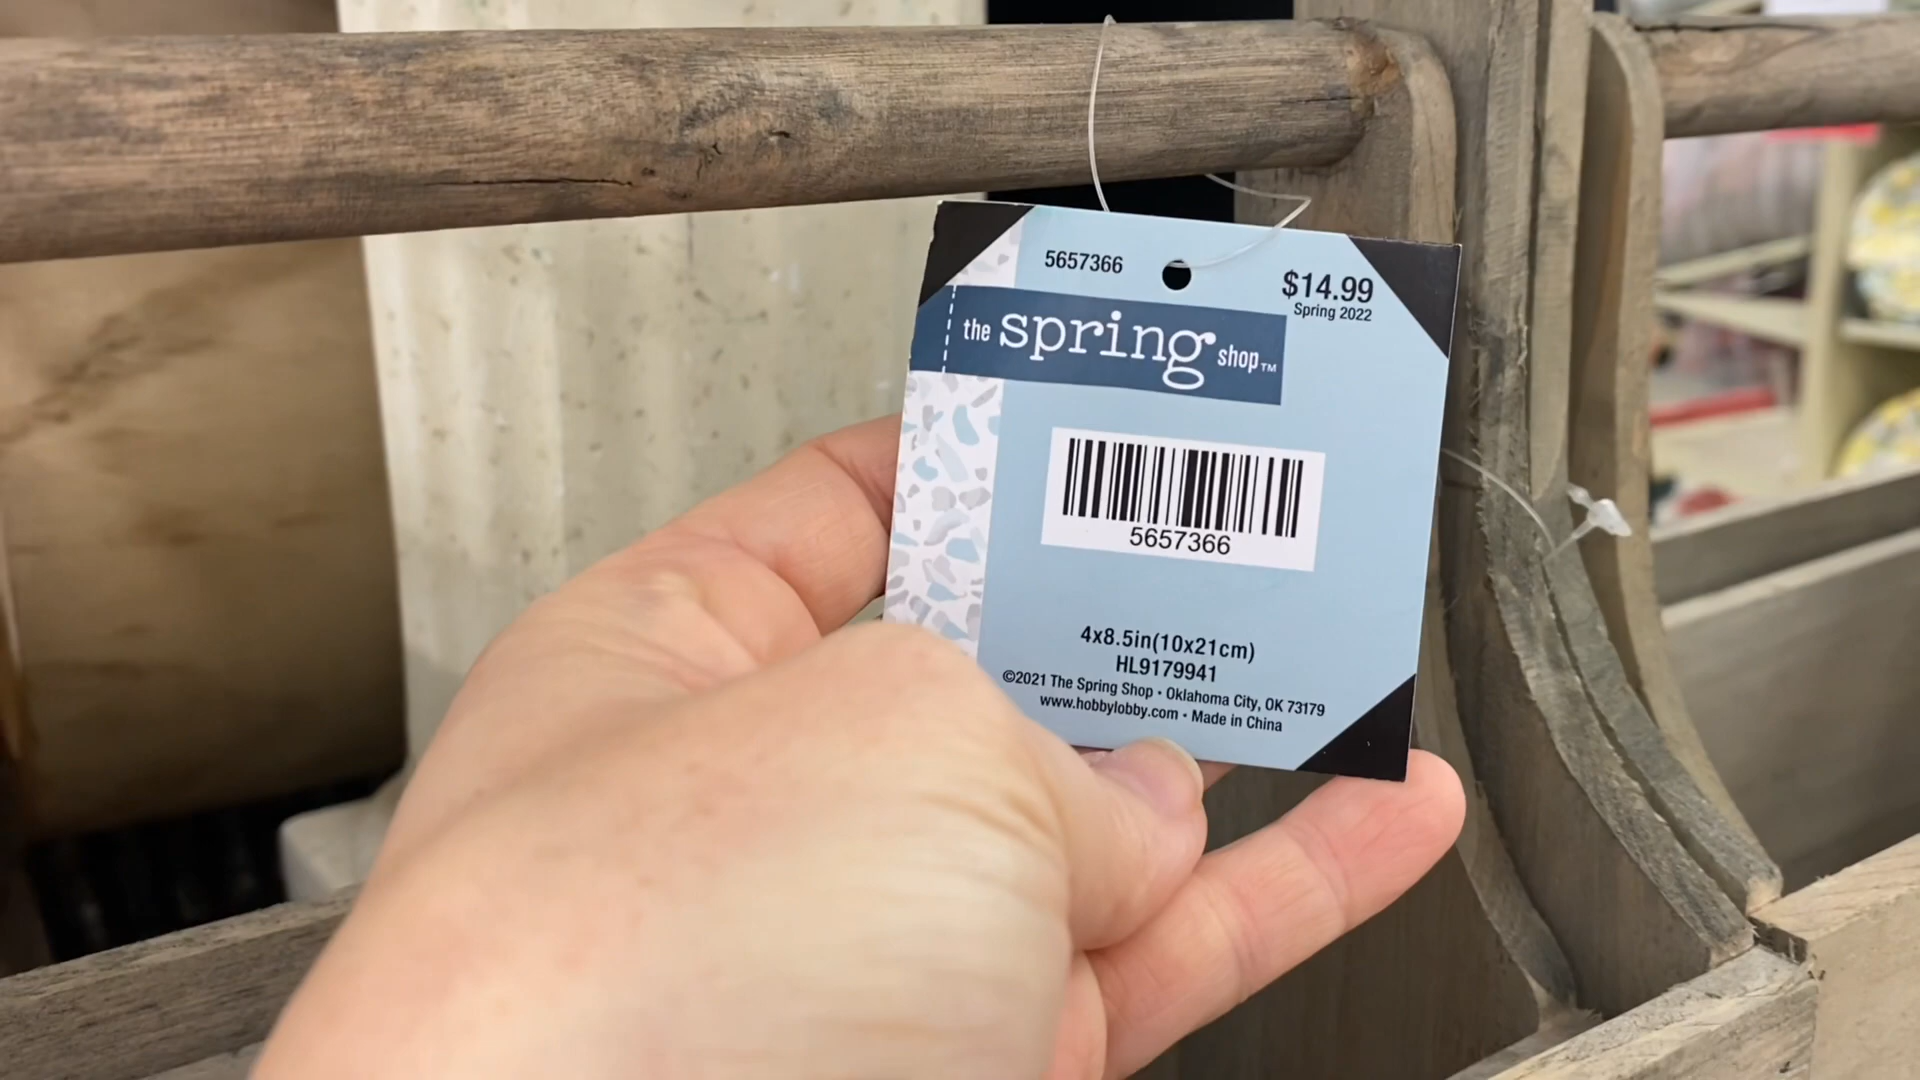 5657366
$14.99
Spring 2022
the spring shop™
5657366
4x8.5in(10x21cm)
HL9179941
©2021 The Spring Shop • Oklahoma City, OK 73179
www.hobbylobby.com • Made in China